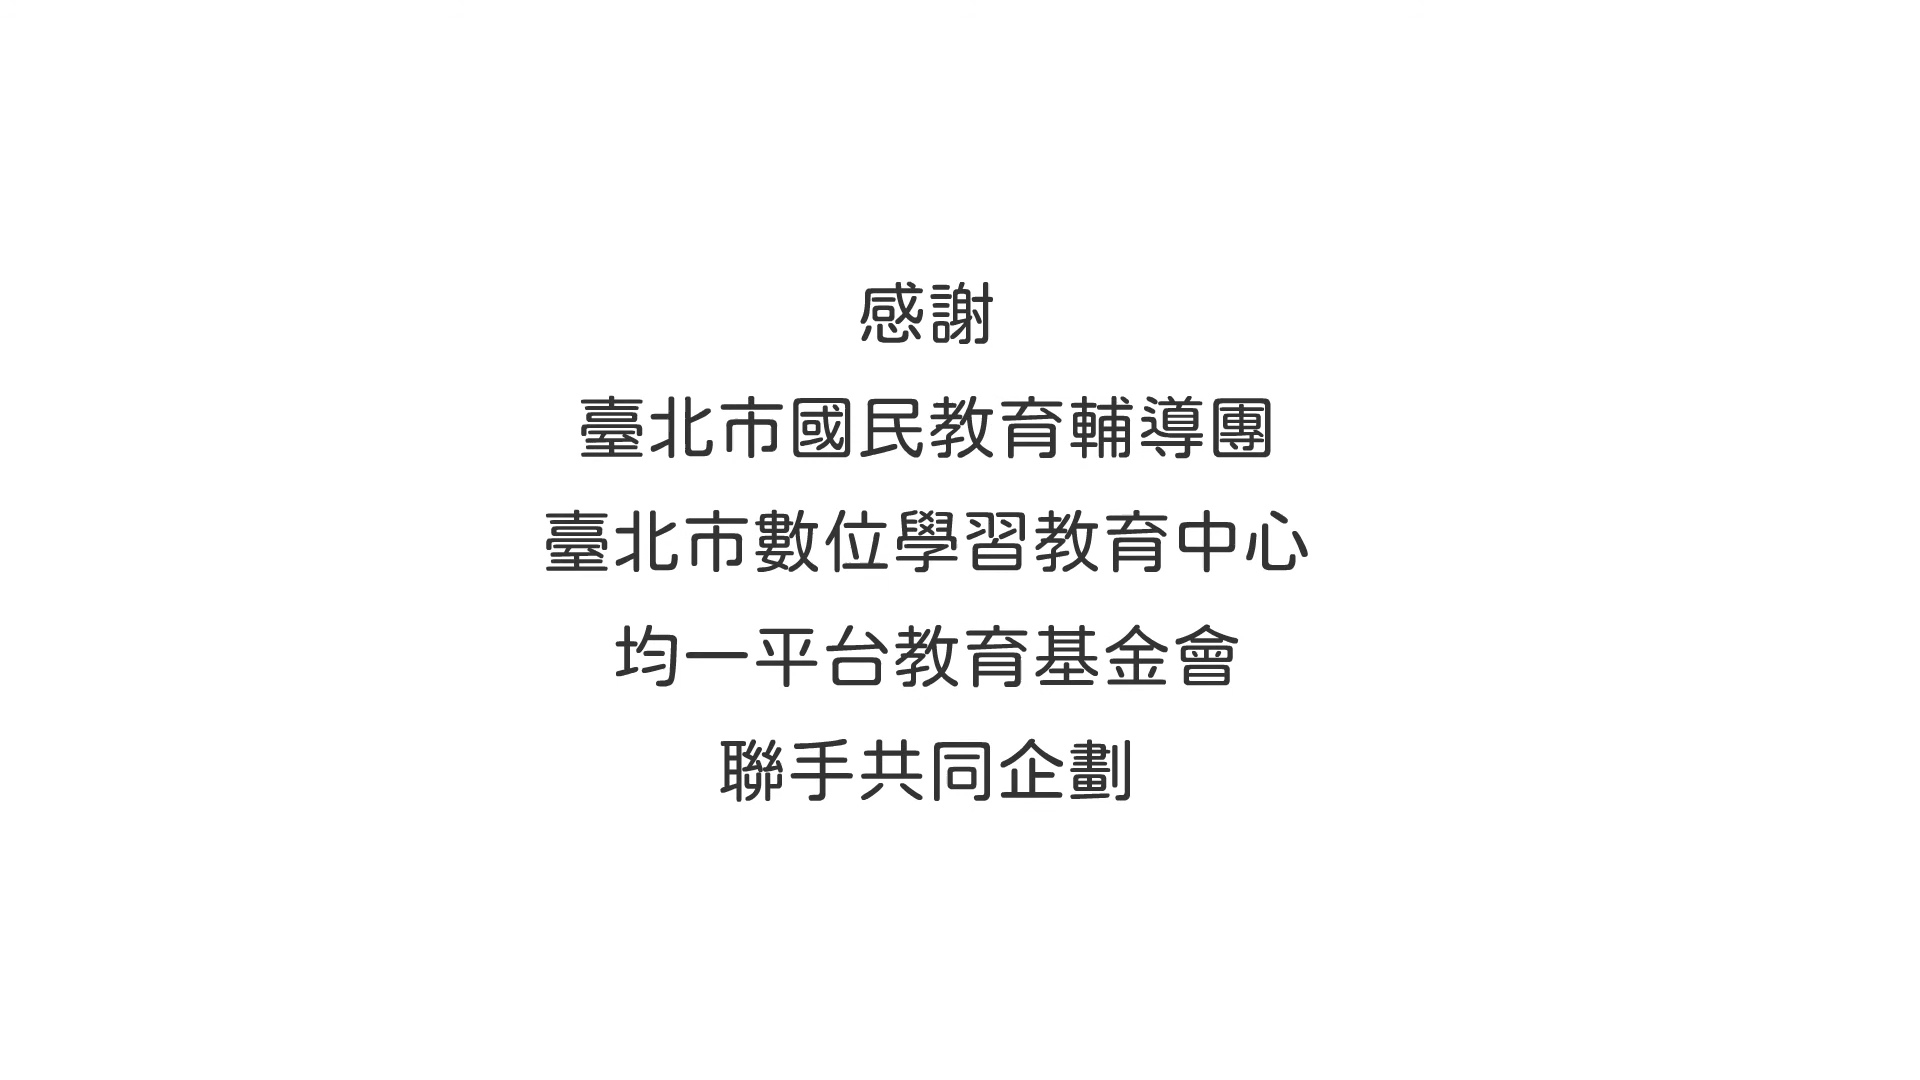 感謝
臺北市國民教育輔導團
臺北市數位學習教育中心
均一平台教育基金會
聯手共同企劃